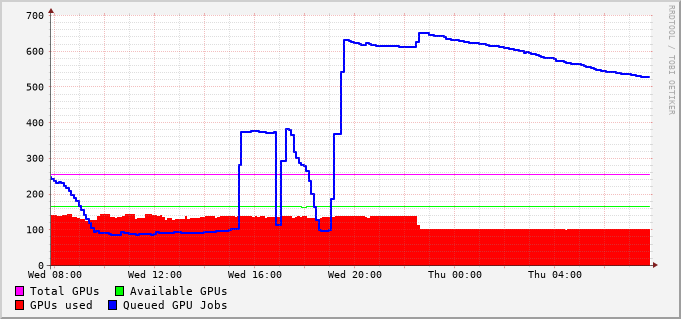 700
600
500
400
300
200
100
0
Wed 08:00 Wed 12:00 Wed 16:00 Wed 20:00 Thu 00:00 Thu 04:00
Total GPUs Available GPUs
GPUs used Queued GPU Jobs
RRDTOOL / TOBI OETIKER